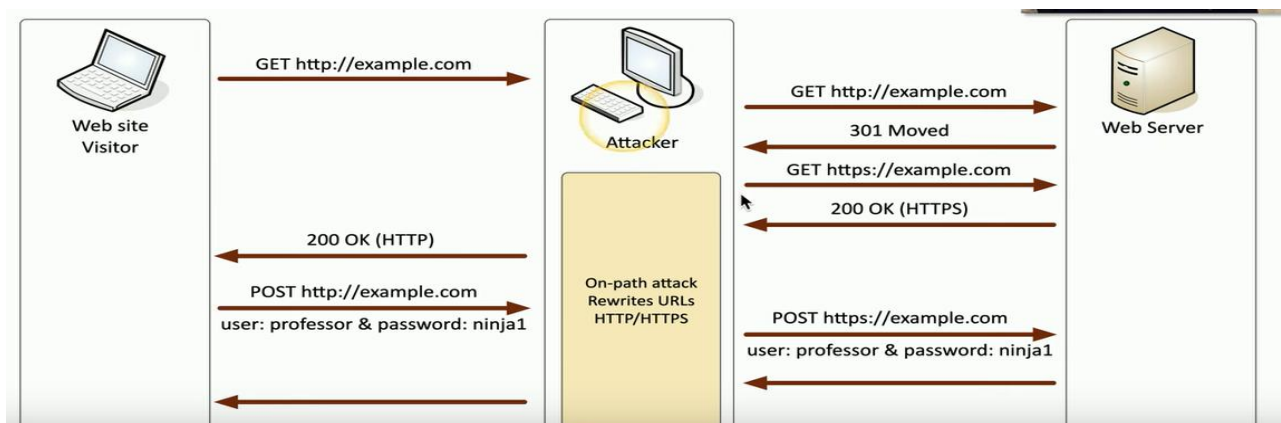 GET http://example.com
Web site
Visitor
Attacker
GET http://example.com
301 Moved
Web Server
GET https://example.com
200 OK (HTTPS)
200 OK (HTTP)
On-path attack
Rewrites URLs
HTTP/HTTPS
POST http://example.com
user: professor & password: ninja1
POST https://example.com
user: professor & password: ninja1